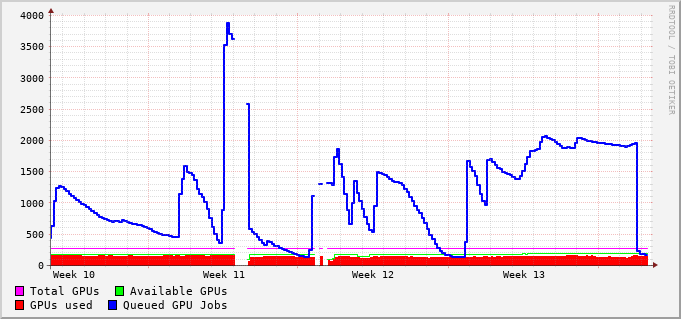 4000
3500
3000
2500
2000
1500
1000
500
0
Week 10 Week 11 Week 12 Week 13
Total GPUs Available GPUs
GPUs used Queued GPU Jobs
RRDTOOL / TOBI OETIKER